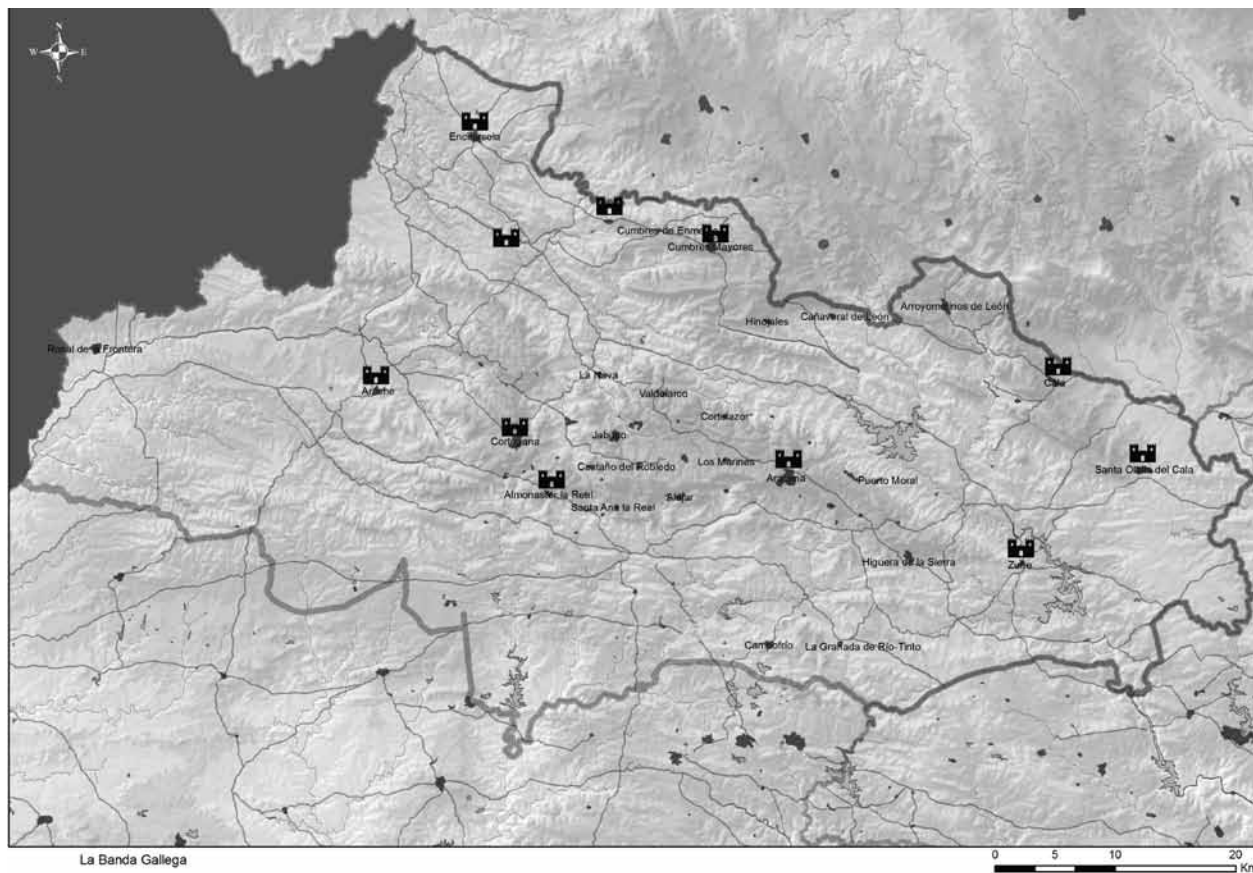 N
W E
S
Encinasola
Cumbres Mayores
Arroyomolinos de León
Hinojales
Cañaveral de León
Rosal de la Frontera
Cala
Aroche
La Nava
Valdelarco
Cortelazor
Cortegana
Jabugo
Castaño del Robledo
Los Marines
Aracena
Puerto Moral
Santa Olalla del Cala
Almonaster la Real
Santa Ana la Real
Alájar
Higuera de la Sierra
Zufre
Campofrío
La Granada de Río-Tinto
La Banda Gallega
0 5 10 20
Km